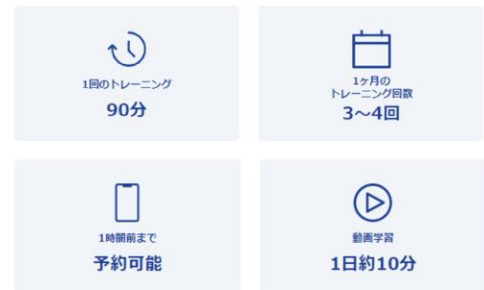 1回のトレーニング
90分
1ヶ月の
トレーニング回数
3～4回
1時間前まで
予約可能
動画学習
1日約10分